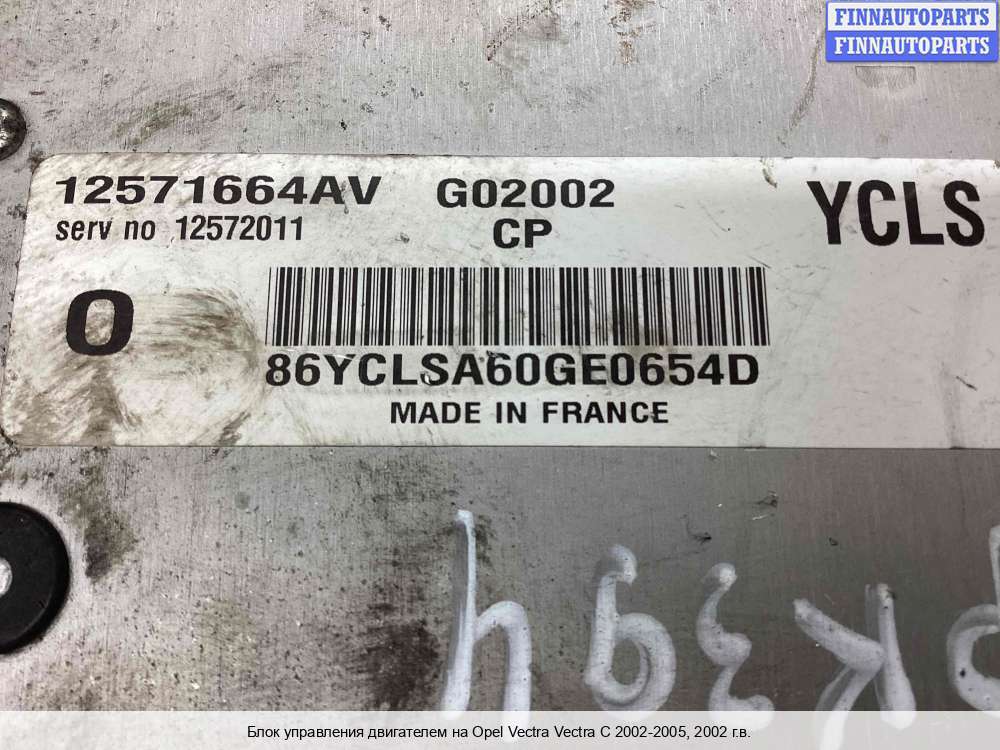 FINNAUTOPARTS
FINNAUTOPARTS
12571664AV G02002 YCLS
serv no 12572011 CP
O
86YCLSA60GE0654D
MADE IN FRANCE
Блок управления двигателем на Opel Vectra Vectra C 2002-2005, 2002 г.в.